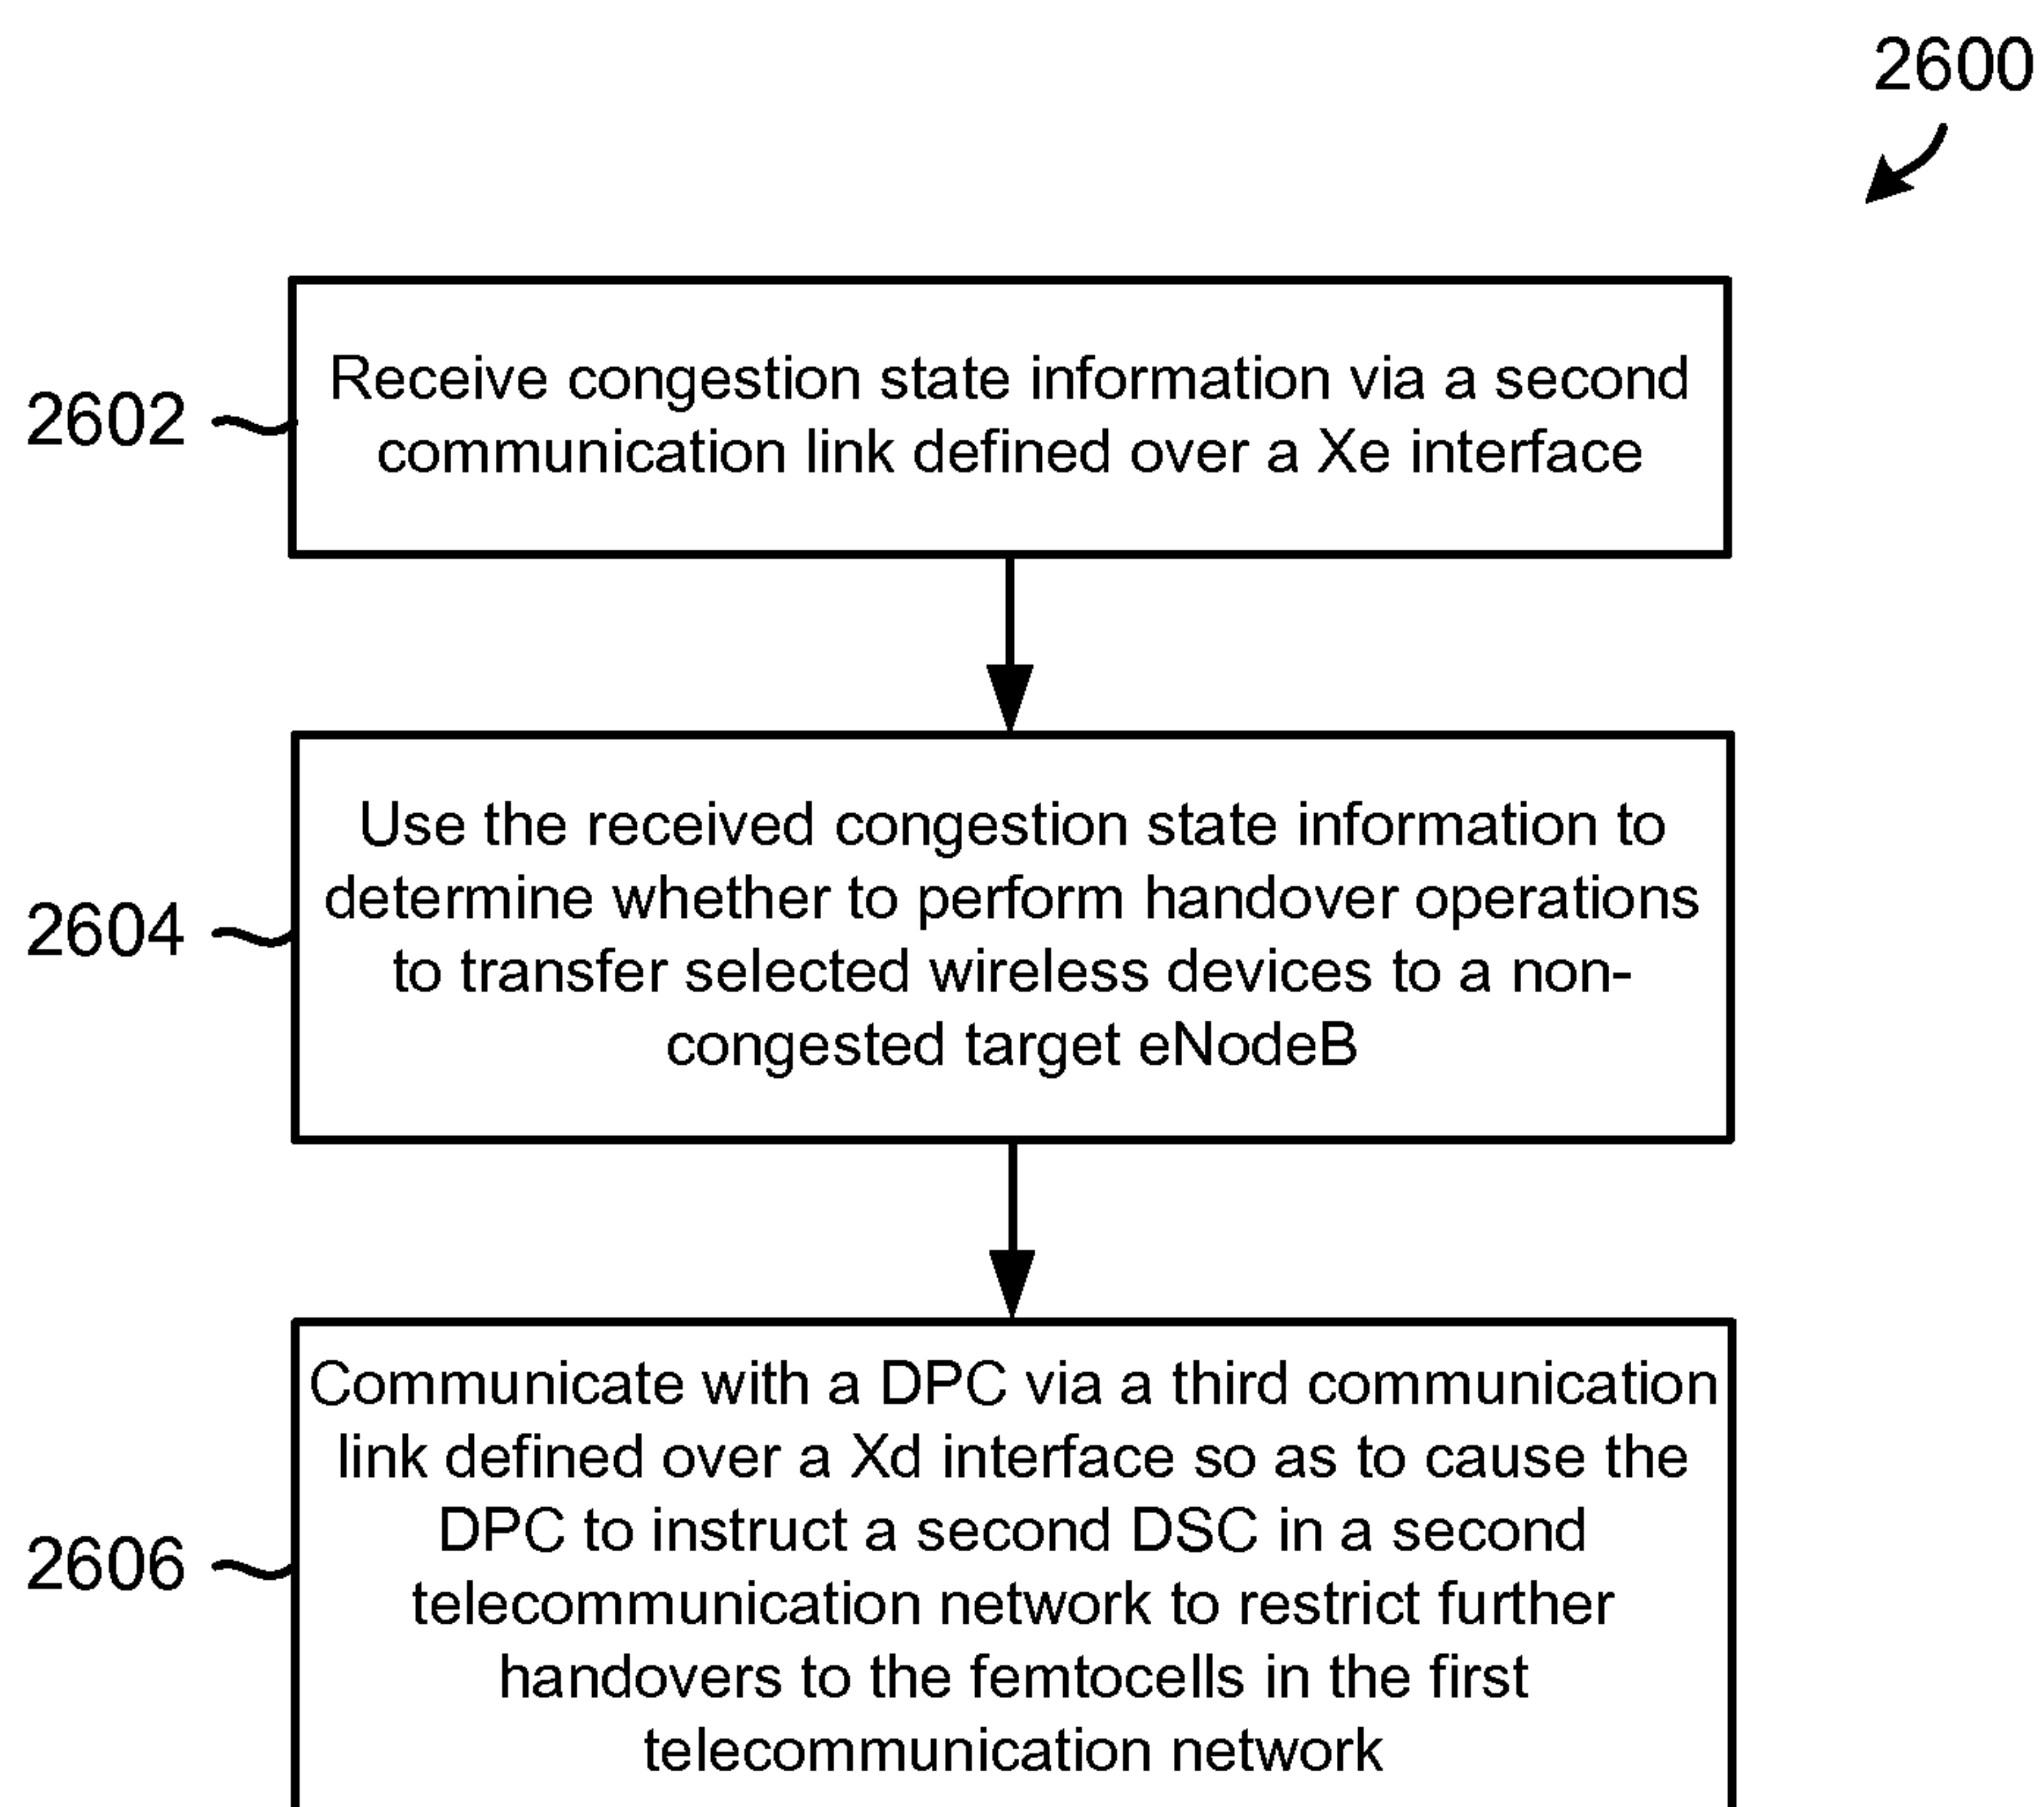 2600
2602
Receive congestion state information via a second
communication link defined over a Xe interface
2604
Use the received congestion state information to
determine whether to perform handover operations
to transfer selected wireless devices to a non-
congested target eNodeB
2606
Communicate with a DPC via a third communication
link defined over a Xd interface so as to cause the
DPC to instruct a second DSC in a second
telecommunication network to restrict further
handovers to the femtocells in the first
telecommunication network